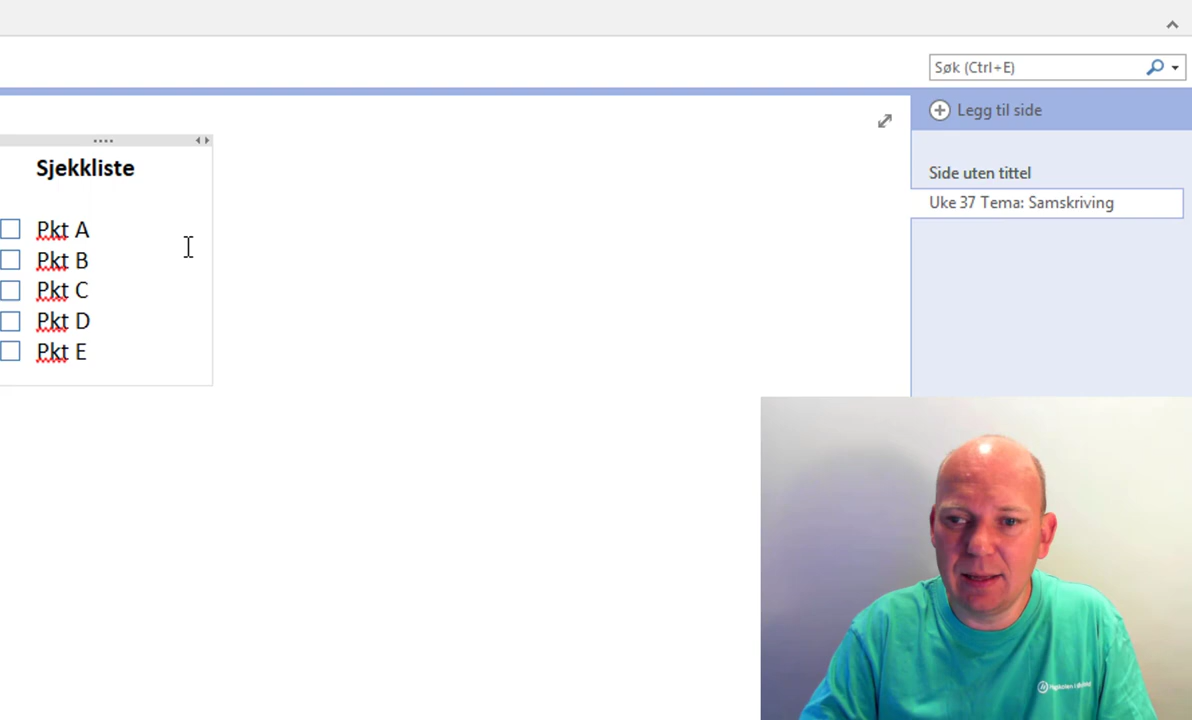 Søk (Ctrl+E)
Legg til side
Sjekkliste
Side uten tittel
Uke 37 Tema: Samskriving
Pkt A
Pkt B
Pkt C
Pkt D
Pkt E